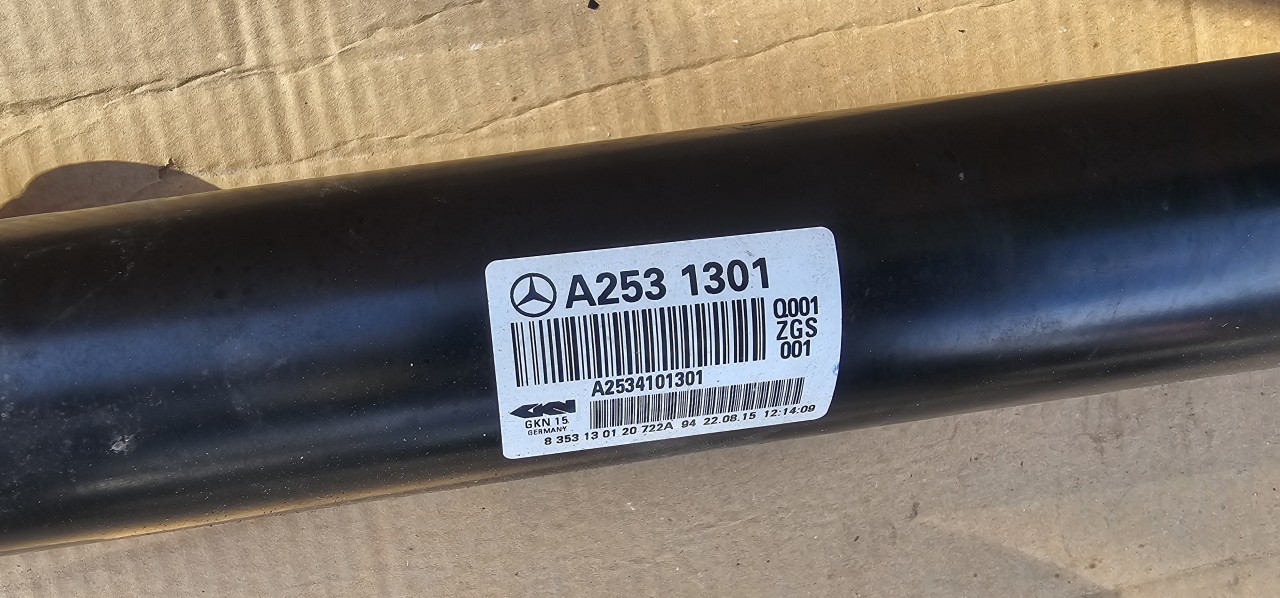 A253 1301
Q001
ZGS
001
A2534101301
GKN
GKN 15
GERMANY
8 353 13 01 20 722A 94 22.08.15 12:14:09